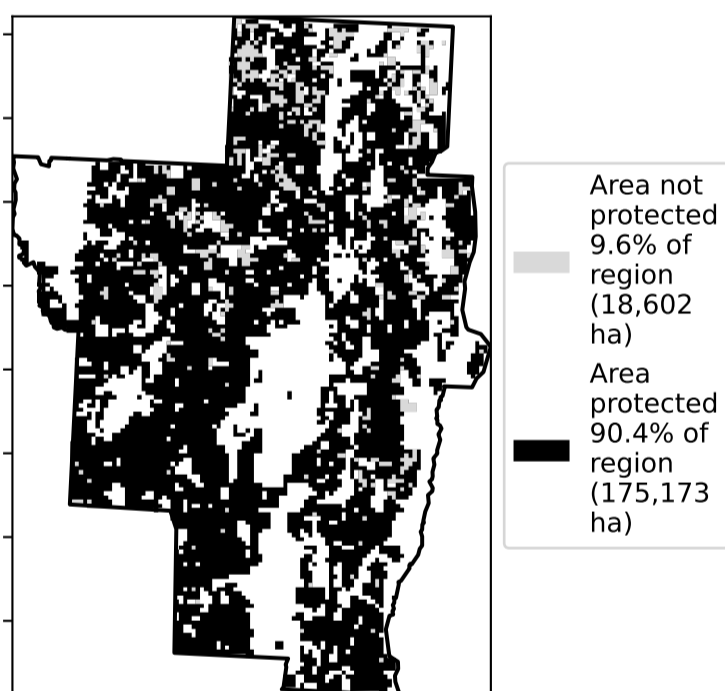 Area not
protected
9.6% of
region
(18,602
ha)
Area
protected
90.4% of
region
(175,173
ha)